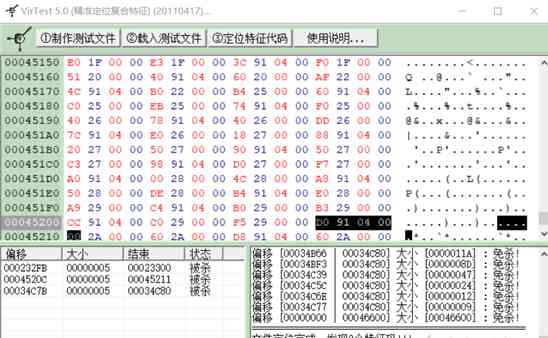 VirTest 5.0 (精准定位复合特征) (20110417)...
①制作测试文件 ②载入测试文件 ③定位特征代码 使用说明...
00045150 E0 1F 00 00 E3 1F 00 00 3C 91 04 00 F0 1F 00 00
00045160 51 20 00 00 40 91 04 00 60 20 00 00 AF 22 00 00
00045170 4C 91 04 00 B0 22 00 00 B4 25 00 00 60 91 04 00
00045180 C0 25 00 00 EB 25 00 00 74 91 04 00 F0 25 00 00
00045190 40 26 00 00 78 91 04 00 40 26 00 00 DD 26 00 00
000451A0 7C 91 04 00 E0 26 00 00 18 27 00 00 88 91 04 00
000451B0 20 27 00 00 50 27 00 00 90 91 04 00 50 27 00 00
000451C0 C3 27 00 00 98 91 04 00 D0 27 00 00 F7 27 00 00
000451D0 A0 91 04 00 00 28 00 00 4C 28 00 00 A8 91 04 00
000451E0 50 28 00 00 DE 28 00 00 B4 91 04 00 E0 28 00 00
000451F0 A9 29 00 00 C4 91 04 00 B0 29 00 00 B3 29 00 00
00045200 CC 91 04 00 C0 29 00 00 F5 29 00 00 D0 91 04 00
00045210 00 2A 00 00 60 2A 00 00 D8 91 04 00 60 2A 00 00
偏移 大小 结束 状态
000232FB 00000005 00023300 被杀
0004520C 00000005 00045211 被杀
00034C7B 00000005 00034C80 被杀
偏移 [00034B66 | 00034C80] 大小 [0000011A] : 免杀!
偏移 [00034BF3 | 00034C80] 大小 [0000008D] : 免杀!
偏移 [00034C39 | 00034C80] 大小 [00000047] : 免杀!
偏移 [00034C5C | 00034C80] 大小 [00000024] : 免杀!
偏移 [00034C6E | 00034C80] 大小 [00000012] : 免杀!
偏移 [00034C77 | 00034C80] 大小 [00000009] : 免杀!
偏移 [00000000 | 00046600] 大小 [00046600] : 免杀!